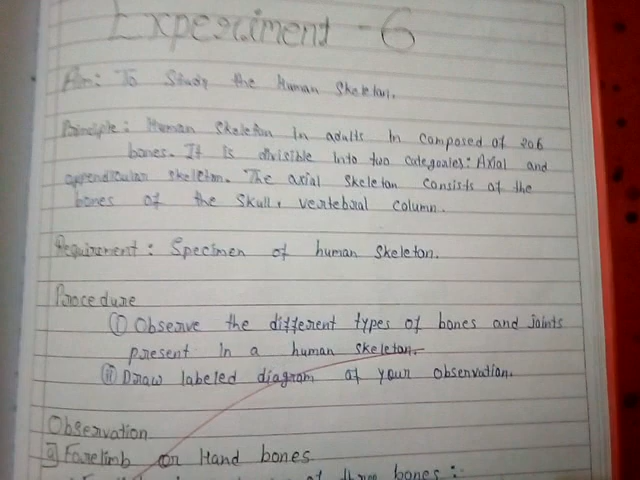 Experiment - 6
Aim: To Study the Human Skeleton.
Principle: Human Skeleton In adults In composed of 206
bones. It Is divisible Into two categories: Axial and
appendicular skeleton. The axial skeleton consists of the
bones of the skull, vertebral column.
Requirement: Specimen of human skeleton.
Procedure
(i) Observe the different types of bones and joints
present In a human skeleton.
(ii) Draw labeled diagram of your observation.
Observation
a) Forelimb or Hand bones
of three bones: